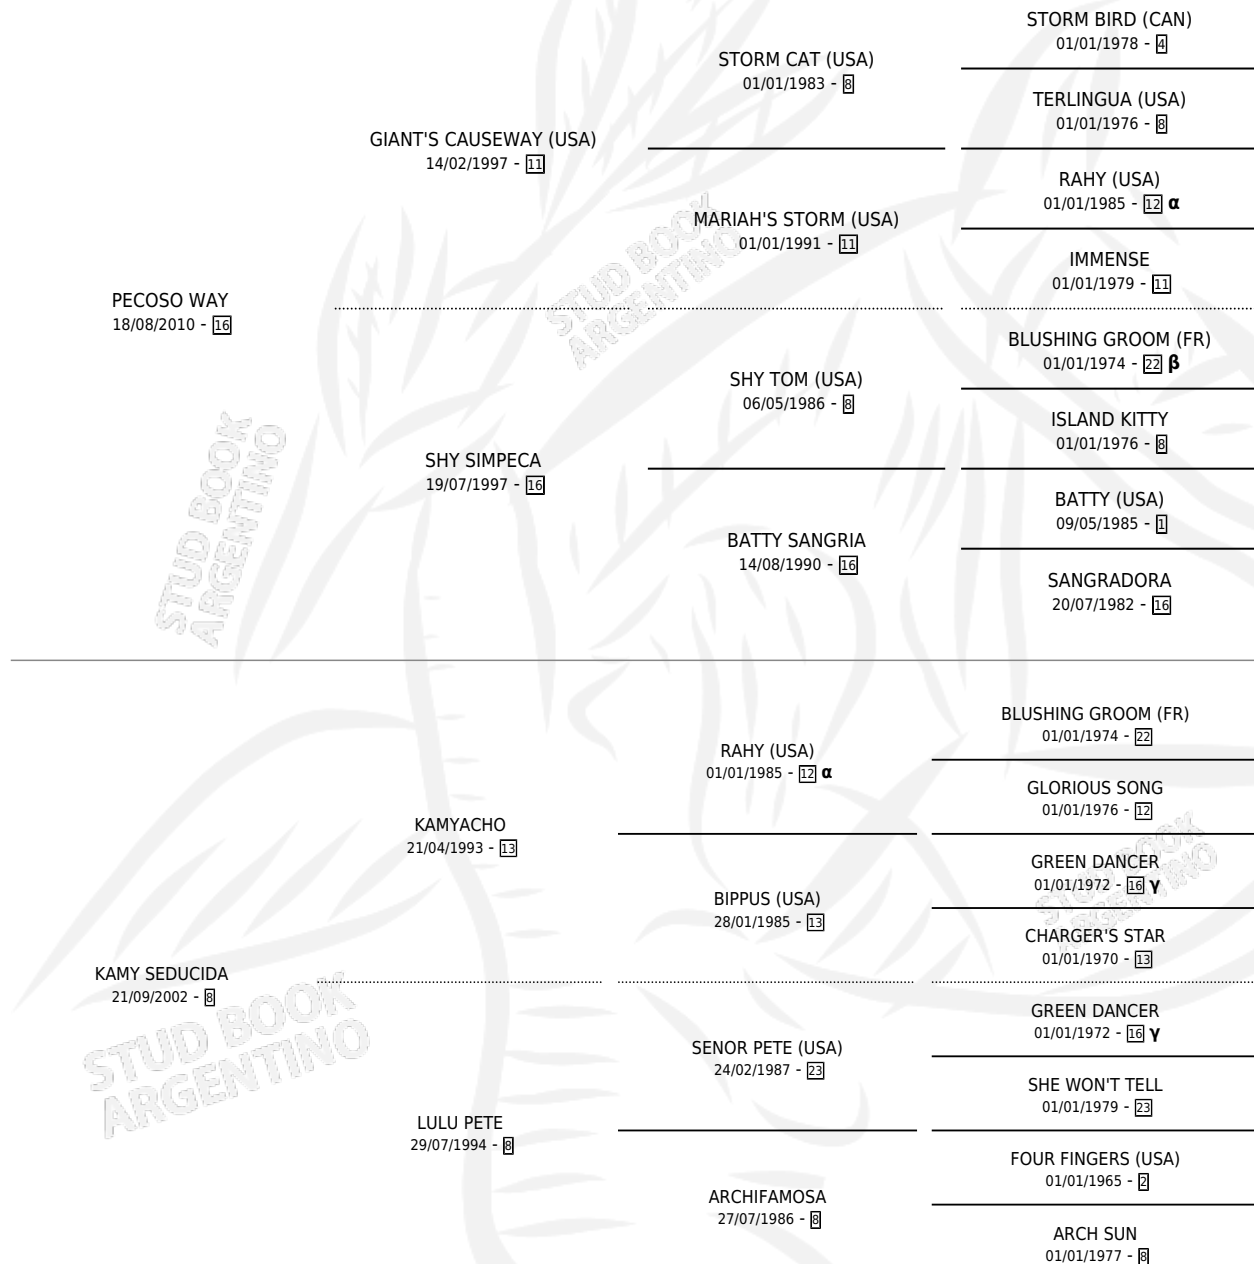 STORM BIRD (CAN)
01/01/1978 - 4
STORM CAT (USA)
01/01/1983 - 8
TERLINGUA (USA)
01/01/1976 - 8
GIANT'S CAUSEWAY (USA)
14/02/1997 - 11
RAHY (USA)
01/01/1985 - 12 α
MARIAH'S STORM (USA)
01/01/1991 - 11
IMMENSE
01/01/1979 - 11
STUD BOOK
ARGENTINO
PECOSO WAY
18/08/2010 - 16
BLUSHING GROOM (FR)
01/01/1974 - 22 β
SHY TOM (USA)
06/05/1986 - 8
ISLAND KITTY
01/01/1976 - 8
SHY SIMPECA
19/07/1997 - 16
BATTY (USA)
09/05/1985 - 1
BATTY SANGRIA
14/08/1990 - 16
SANGRADORA
20/07/1982 - 16
STUD BOOK
ARGENTINO
BLUSHING GROOM (FR)
01/01/1974 - 22
RAHY (USA)
01/01/1985 - 12 α
GLORIOUS SONG
01/01/1976 - 12
KAMYACHO
21/04/1993 - 13
GREEN DANCER
01/01/1972 - 16 γ
STUD BOOK
ARGENTINO
BIPPUS (USA)
28/01/1985 - 13
CHARGER'S STAR
01/01/1970 - 13
KAMY SEDUCIDA
21/09/2002 - 8
STUD BOOK
ARGENTINO
GREEN DANCER
01/01/1972 - 16 γ
SENOR PETE (USA)
24/02/1987 - 23
SHE WON'T TELL
01/01/1979 - 23
LULU PETE
29/07/1994 - 8
FOUR FINGERS (USA)
01/01/1965 - 2
ARCHIFAMOSA
27/07/1986 - 8
ARCH SUN
01/01/1977 - 8